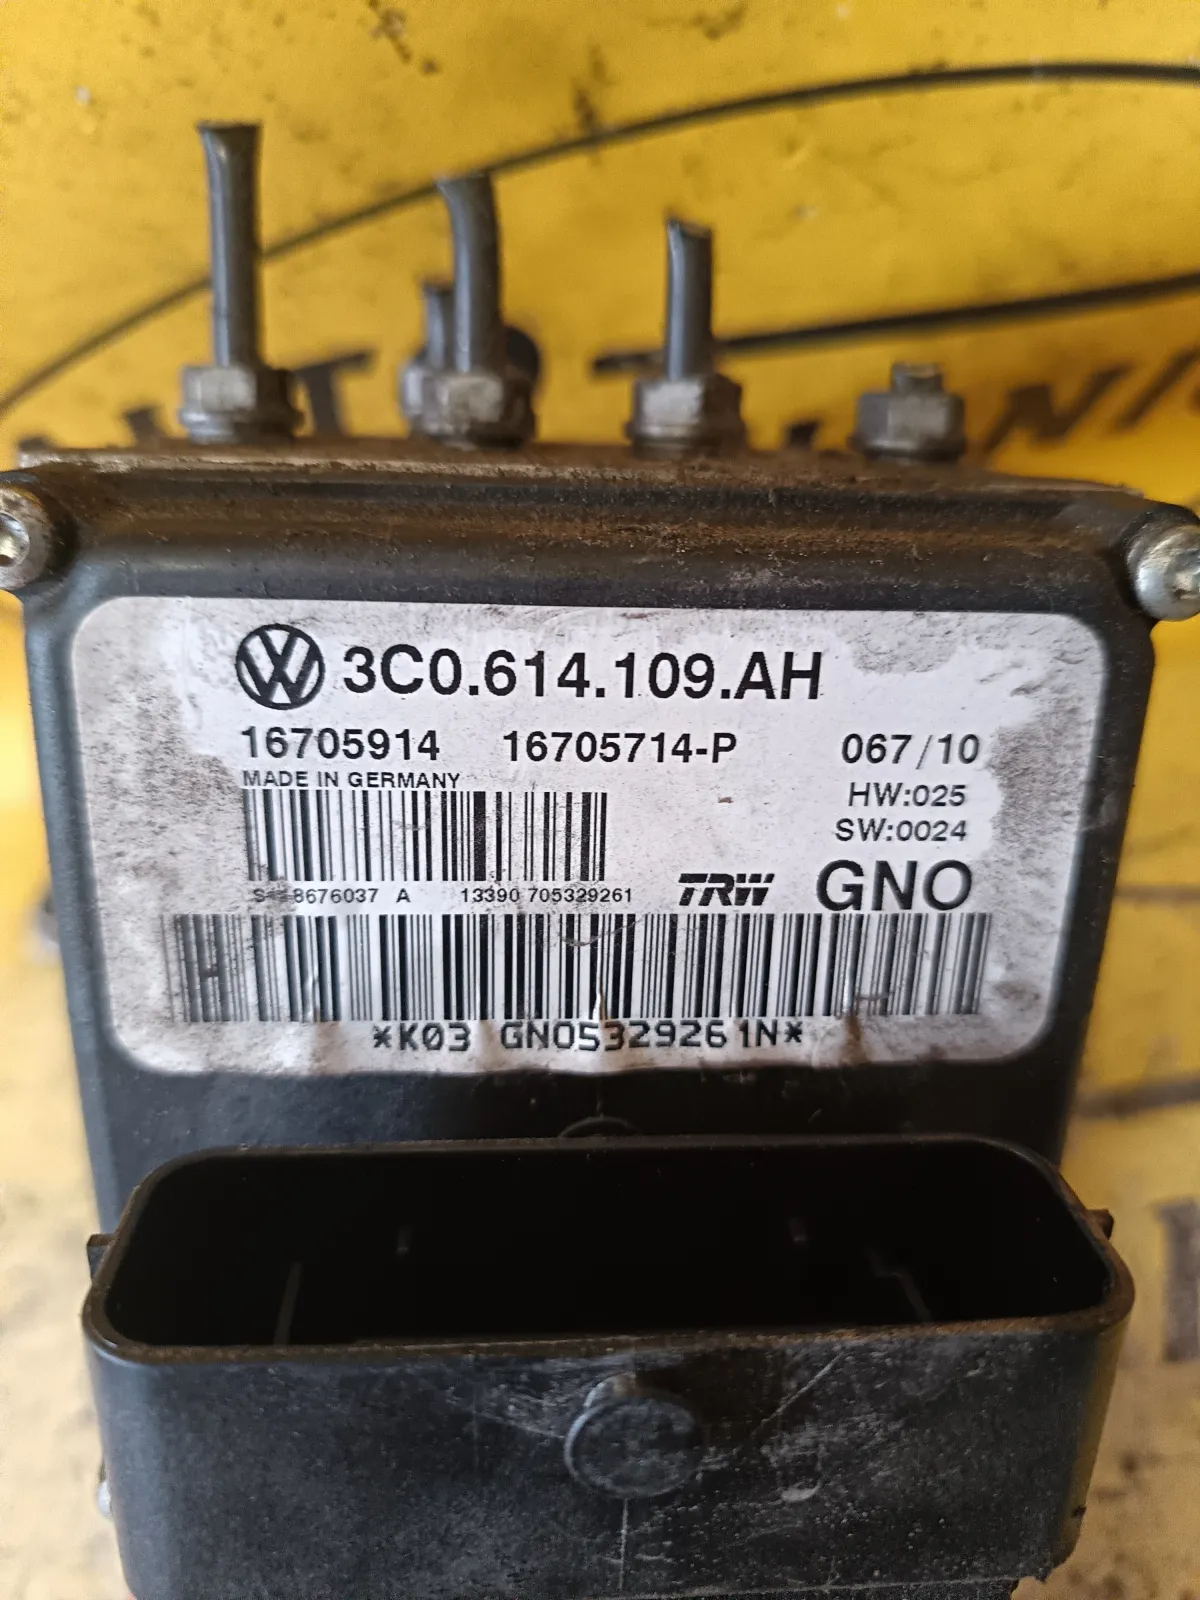 3C0.614.109.AH
16705914 16705714-P 067/10
MADE IN GERMANY
HW:025
SW:0024
8676037 A 13390 705329261 TRW GNO
*K03 GNO5329261N*